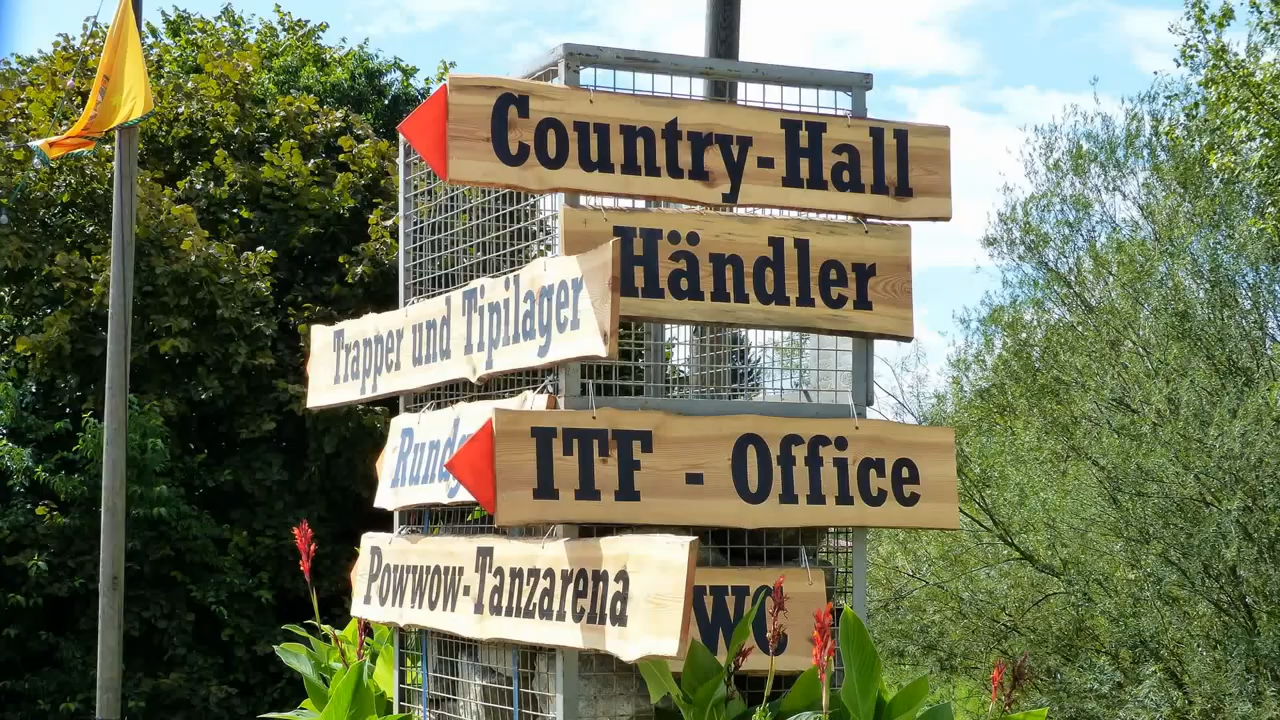 Country-Hall
Händler
Trapper und Tipilager
ITF - Office
Powwow-Tanzarena
WC